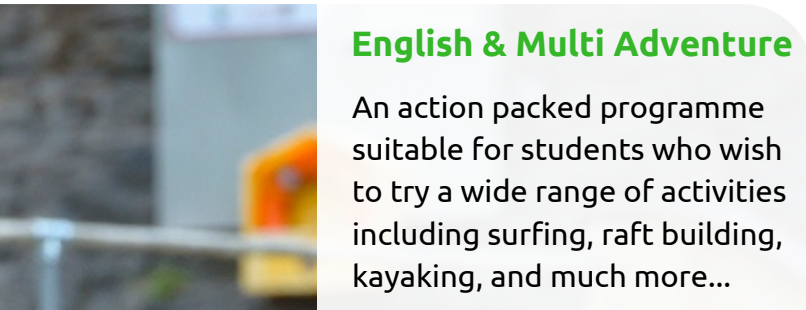 English & Multi Adventure
An action packed programme
suitable for students who wish
to try a wide range of activities
including surfing, raft building,
kayaking, and much more...